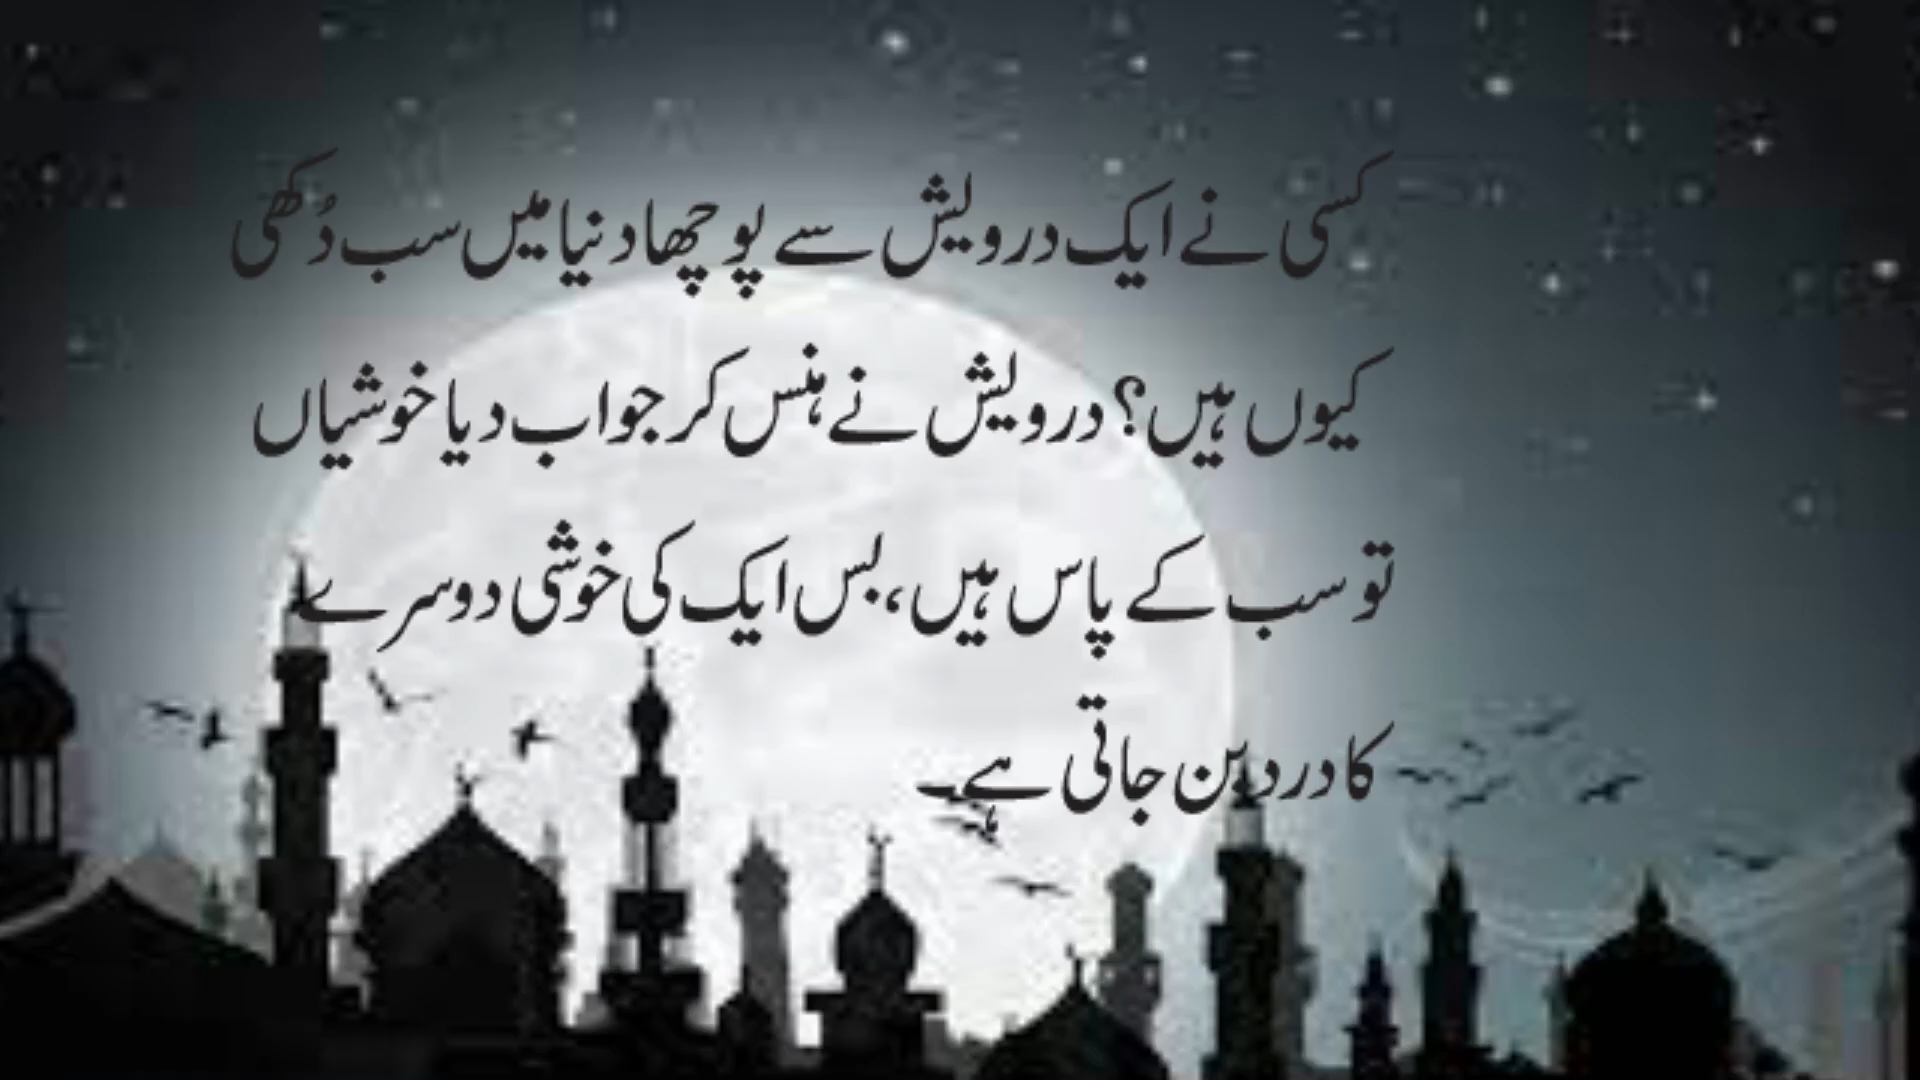 کسی نے ایک درویش سے پوچھا دنیا میں سب دُکھی
کیوں ہیں؟ درویش نے ہنس کر جواب دیا خوشیاں
تو سب کے پاس ہیں، بس ایک کی خوشی دوسرے
کا درد بن جاتی ہے۔